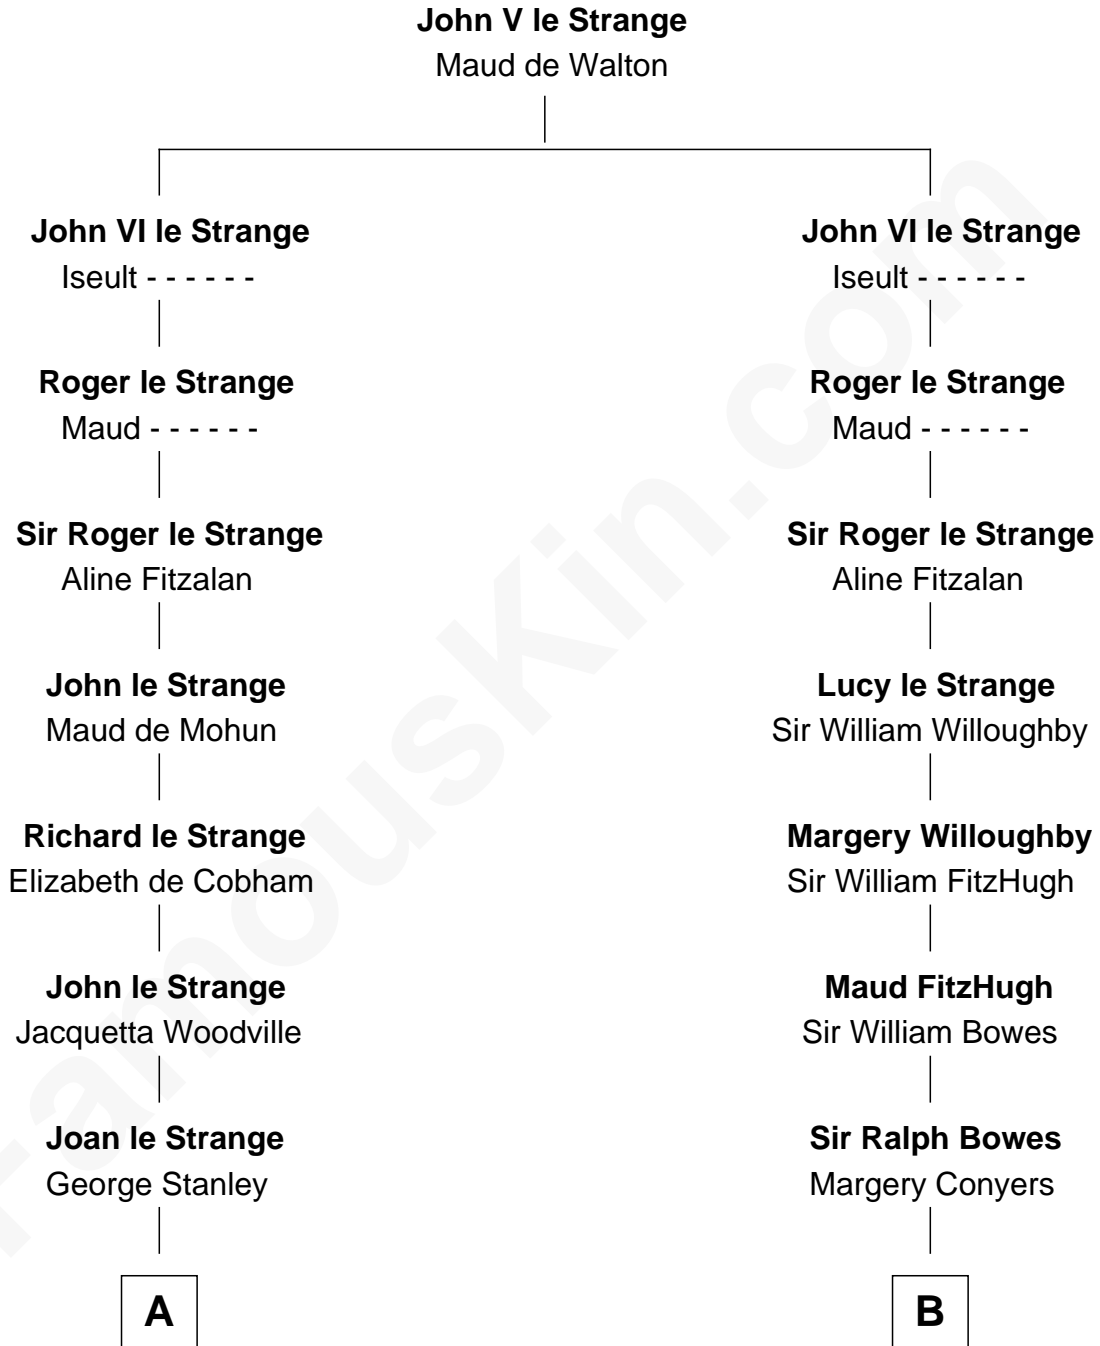 John V le Strange
Maud de Walton
John VI le Strange
Iseult - - - - - -
Roger le Strange
Maud - - - - - -
Sir Roger le Strange
Aline Fitzalan
John le Strange
Maud de Mohun
Richard le Strange
Elizabeth de Cobham
John le Strange
Jacquetta Woodville
Joan le Strange
George Stanley
A
John VI le Strange
Iseult - - - - - -
Roger le Strange
Maud - - - - - -
Sir Roger le Strange
Aline Fitzalan
Lucy le Strange
Sir William Willoughby
Margery Willoughby
Sir William FitzHugh
Maud FitzHugh
Sir William Bowes
Sir Ralph Bowes
Margery Conyers
B
FamousKin.com